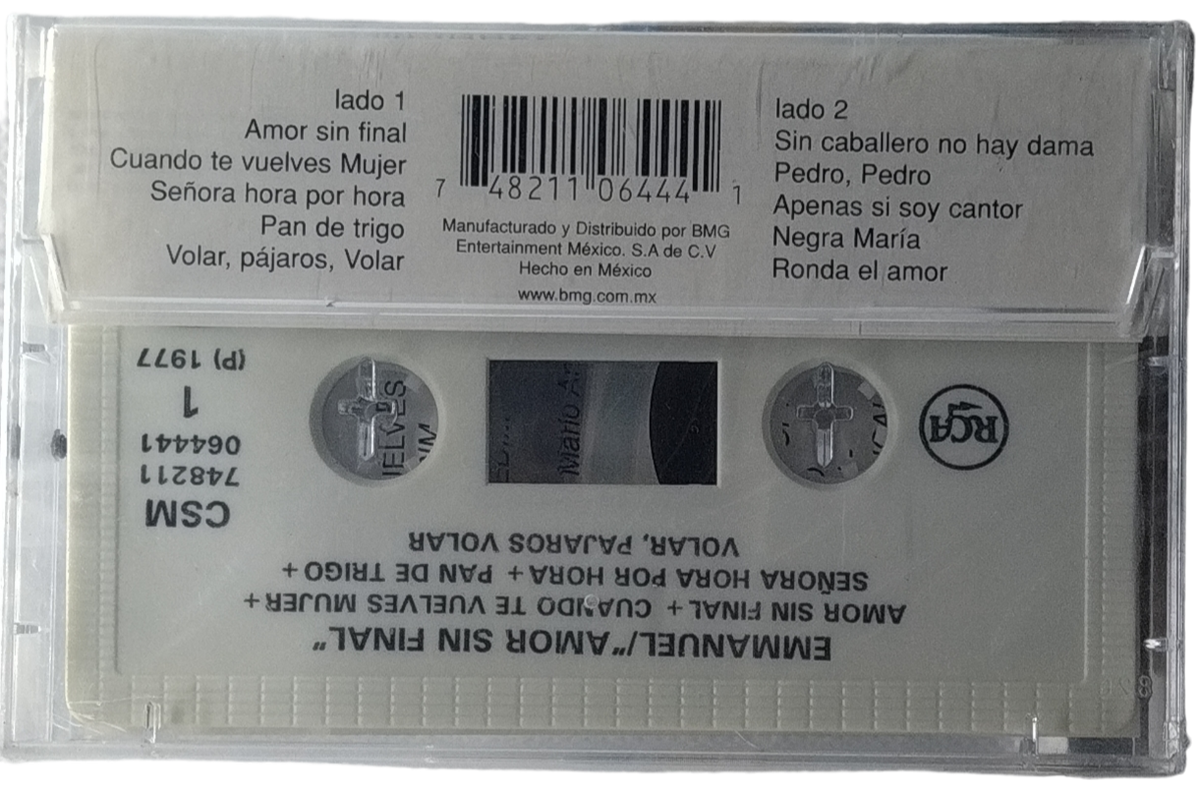 lado 1
Amor sin final
Cuando te vuelves Mujer
Señora hora por hora
Pan de trigo
Volar, pájaros, Volar
7 48211 06444 1
Manufacturado y Distribuido por BMG
Entertainment México. S.A de C.V
Hecho en México
www.bmg.com.mx
lado 2
Sin caballero no hay dama
Pedro, Pedro
Apenas si soy cantor
Negra María
Ronda el amor
EMMANUEL/"AMOR SIN FINAL"
AMOR SIN FINAL + CUANDO TE VUELVES MUJER +
SEÑORA HORA POR HORA + PAN DE TRIGO +
VOLAR, PAJAROS VOLAR
CSM
748211
064441
1
(P) 1977
RCA
Mario